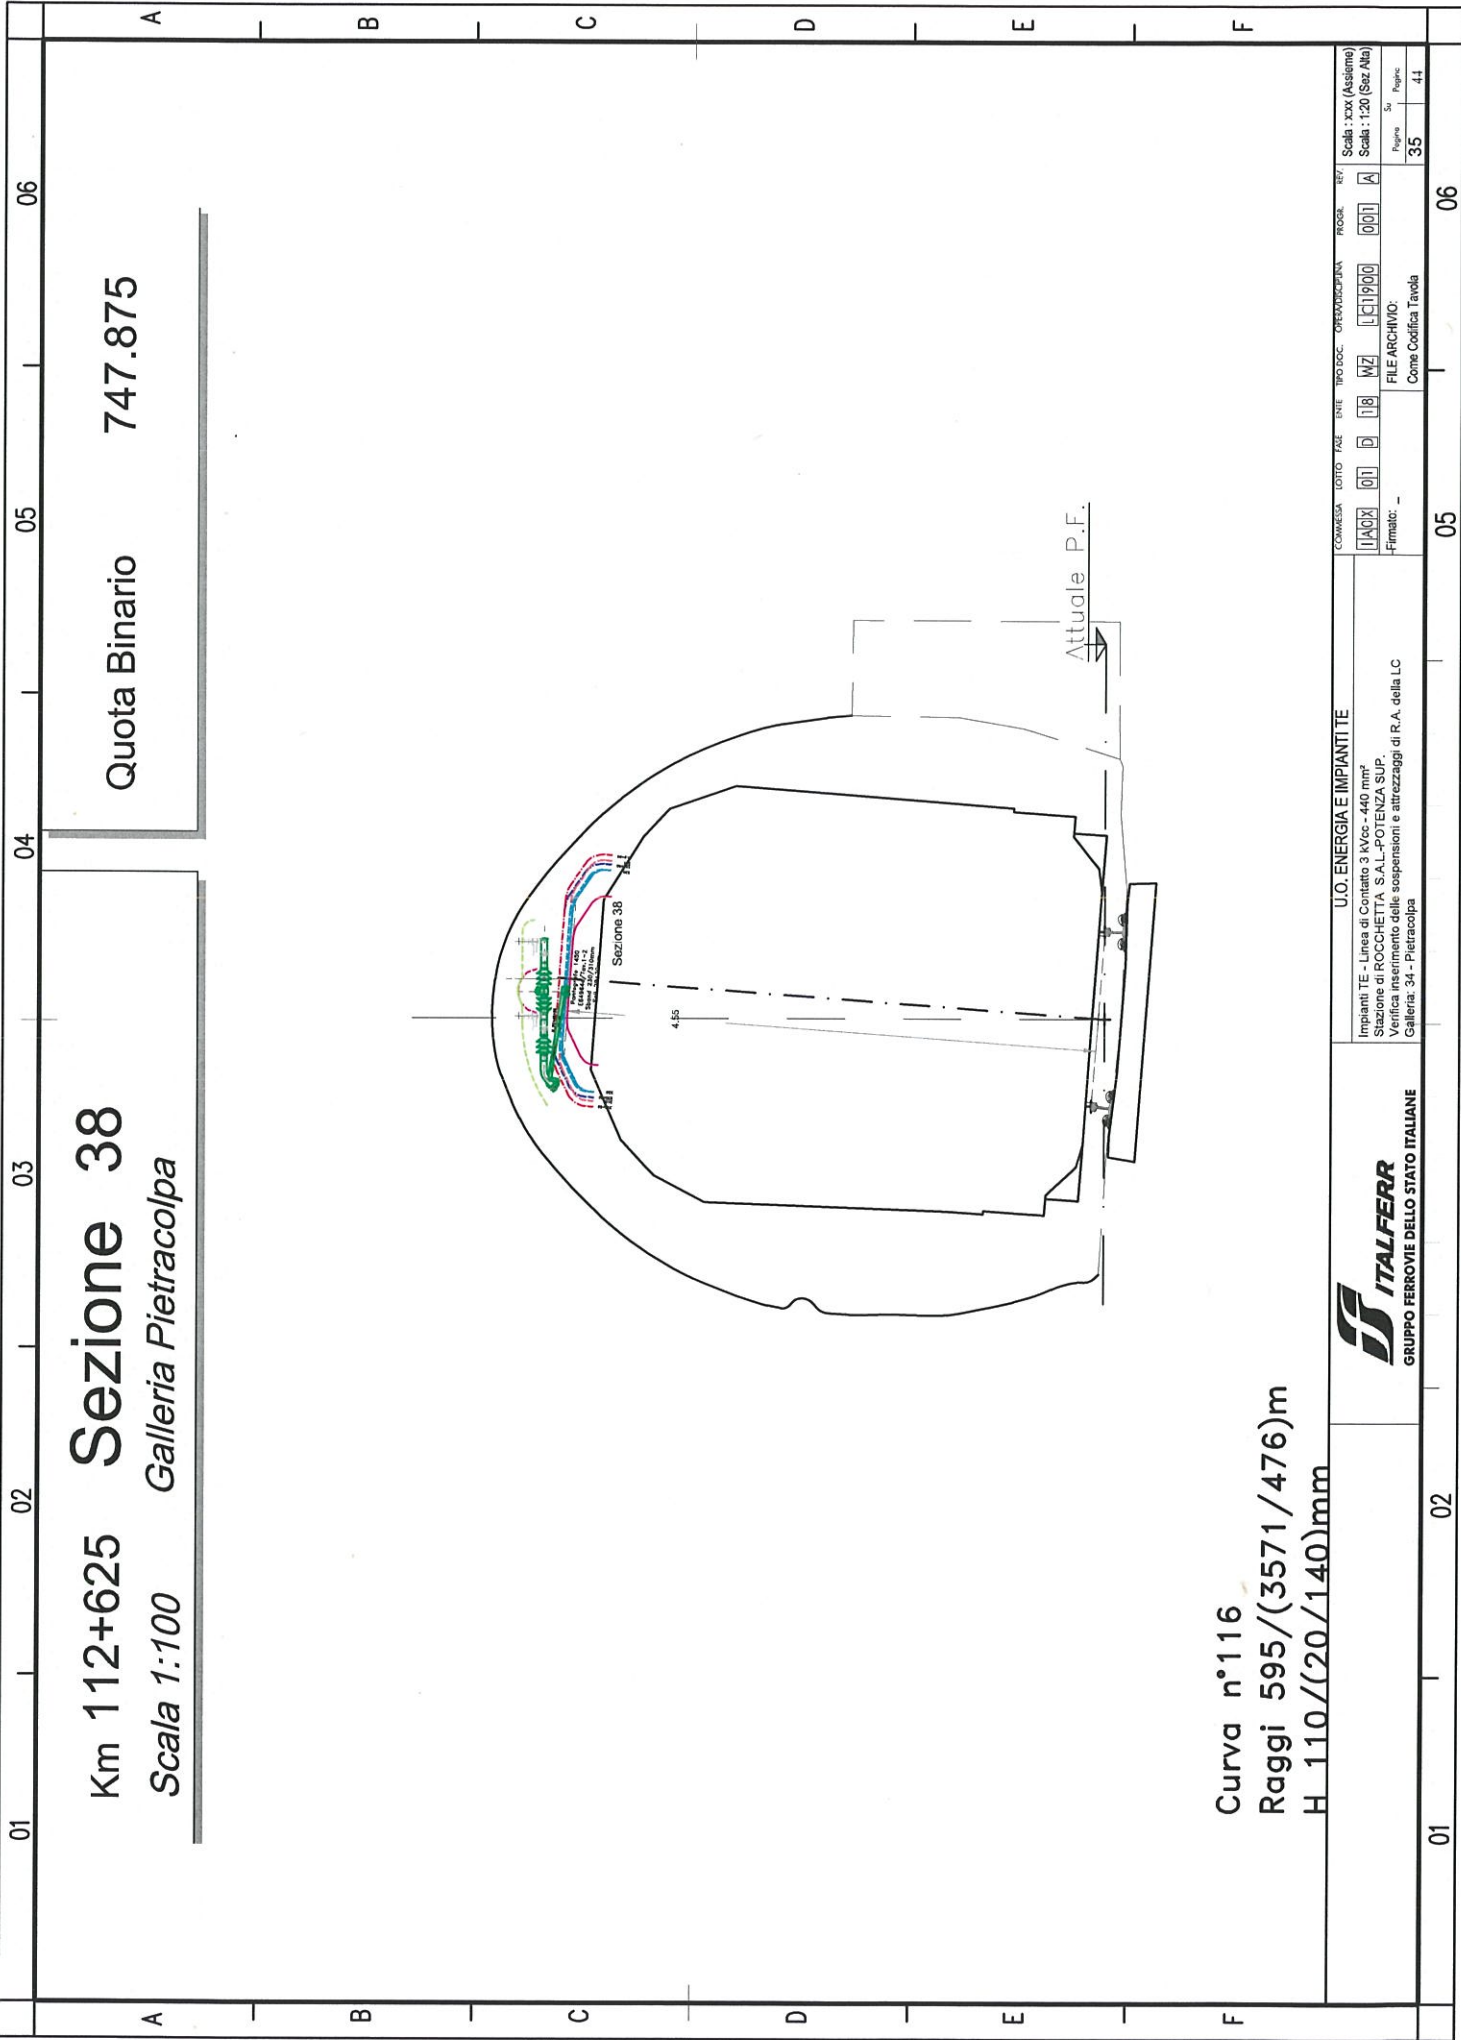 01 02 03 04 05 06
A
B
C
D
E
F
Km 112+625 Sezione 38
Scala 1:100 Galleria Pietracolpa
Quota Binario 747.875
Sezione 38
4.55
Attuale P.F.
Curva n°116
Raggi 595/(3571/476)m
H 110/(20/140)mm
ITALFERR
GRUPPO FERROVIE DELLO STATO ITALIANE
U.O. ENERGIA E IMPIANTI TE
Impianti TE - Linea di Contatto 3 kVcc - 440 mm²
Stazione di ROCCHETTA S.A.L.-POTENZA SUP.
Verifica inserimento delle sospensioni e attrezzaggi di R.A. della LC
Galleria: 34 - Pietracolpa
COMMESSA LOTTO FASE ENTE TIPO DOC. OPERA/DISCIPLINA PROGR. REV.
IA0X 01 D 18 WZ LC1900 001 A
Firmato: _
FILE ARCHIVIO:
Come Codifica Tavola
Scala : xxx (Assieme)
Scala : 1:20 (Sez Alta)
Pagina Su Pagine
35 44
A
B
C
D
E
F
01 02 05 06